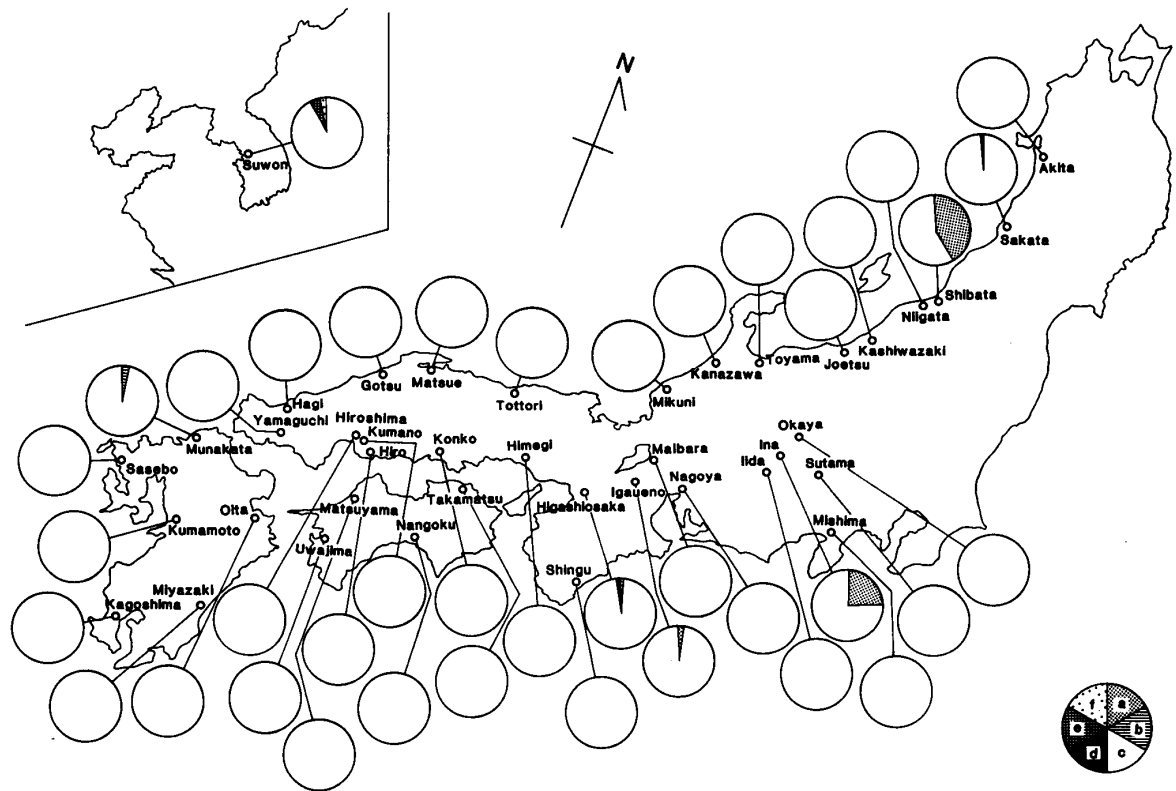 N
Suwon
Akita
Sakata
Shibata
Niigata
Kashiwazaki
Joetsu
Toyama
Kanazawa
Mikuni
Tottori
Matsue
Gotsu
Hagi
Yamaguchi
Munakata
Sasebo
Hiroshima
Kumano
Hiro
Konko
Himegi
Maibara
Nagoya
Okaya
Ina
Iida
Sutama
Mishima
Igaueno
Higashiosaka
Takamatsu
Matsuyama
Nangoku
Uwajima
Oita
Kumamoto
Shingu
Miyazaki
Kagoshima
f a
e b
d c